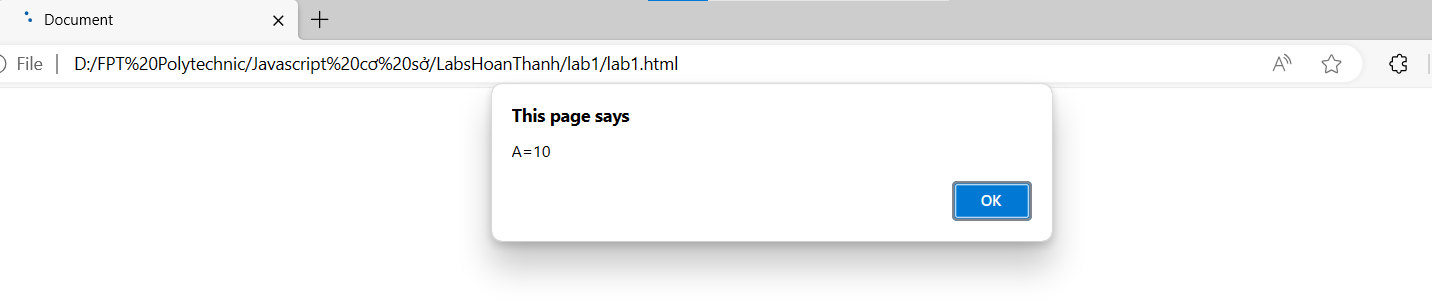 Document
File D:/FPT%20Polytechnic/Javascript%20cơ%20sở/LabsHoanThanh/lab1/lab1.html
This page says
A=10
OK